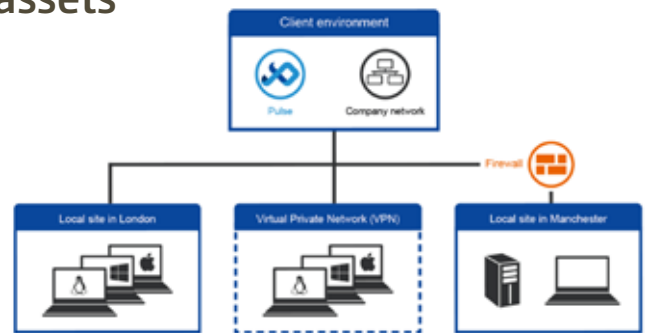 assets
Client environment
Pulse
Company network
Firewall
Local site in London
Virtual Private Network (VPN)
Local site in Manchester